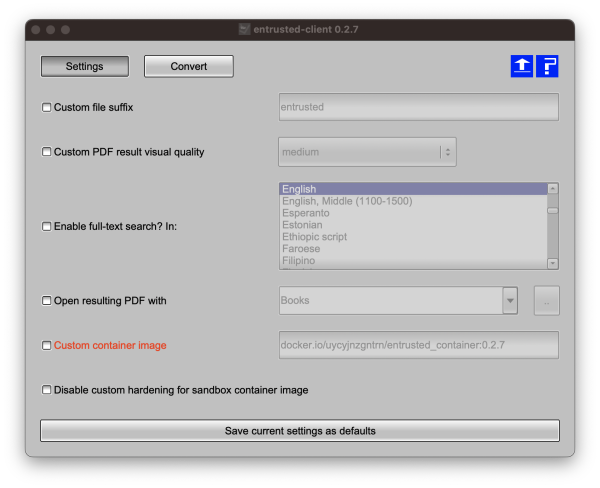 entrusted-client 0.2.7
Settings Convert
Custom file suffix entrusted
Custom PDF result visual quality medium
English
English, Middle (1100-1500)
Esperanto
Estonian
Enable full-text search? In:
Ethiopic script
Faroese
Filipino
Open resulting PDF with Books ...
Custom container image docker.io/uycyjnzgntrn/entrusted_container:0.2.7
Disable custom hardening for sandbox container image
Save current settings as defaults